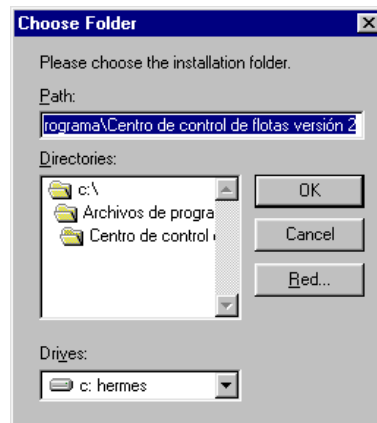 Choose Folder
Please choose the installation folder.
Path:
rograma\Centro de control de flotas versión 2
Directories:
c:\
OK
Archivos de progra
Centro de control
Cancel
Red...
Drives:
c: hermes